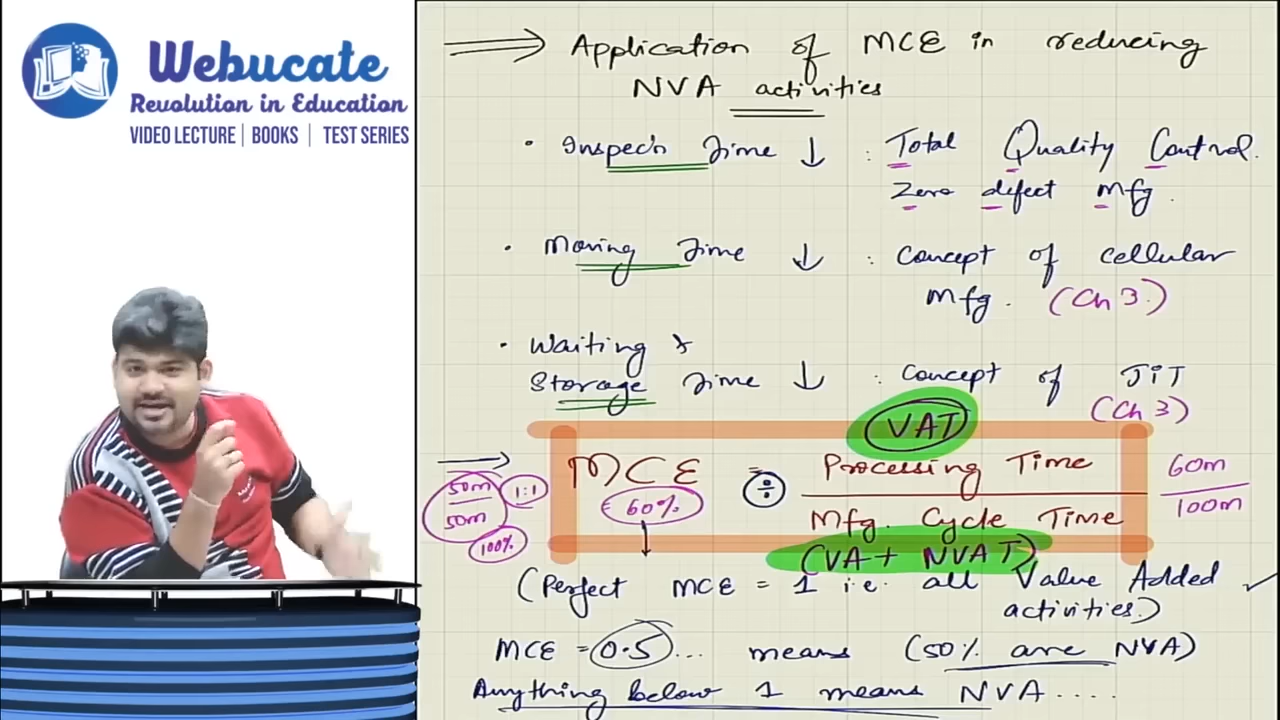 Webucate
Revolution in Education
VIDEO LECTURE | BOOKS | TEST SERIES
⟹ Application of MCE in reducing
NVA activities
• Inspecn Time ↓ : Total Quality Control.
Zero defect Mfg.
• Moving Time ↓ : Concept of cellular
Mfg. (Ch 3.)
• Waiting &
Storage Time ↓ : Concept of JIT
(Ch 3)
VAT
MCE = Processing Time
Mfg. Cycle Time
(VA + NVAT)
= 60%
÷
60m
100m
50m
50m
1:1
100%
(Perfect MCE = 1 i.e. all Value Added
activities.)
MCE = 0.5... means (50% are NVA)
Anything below 1 means NVA ....